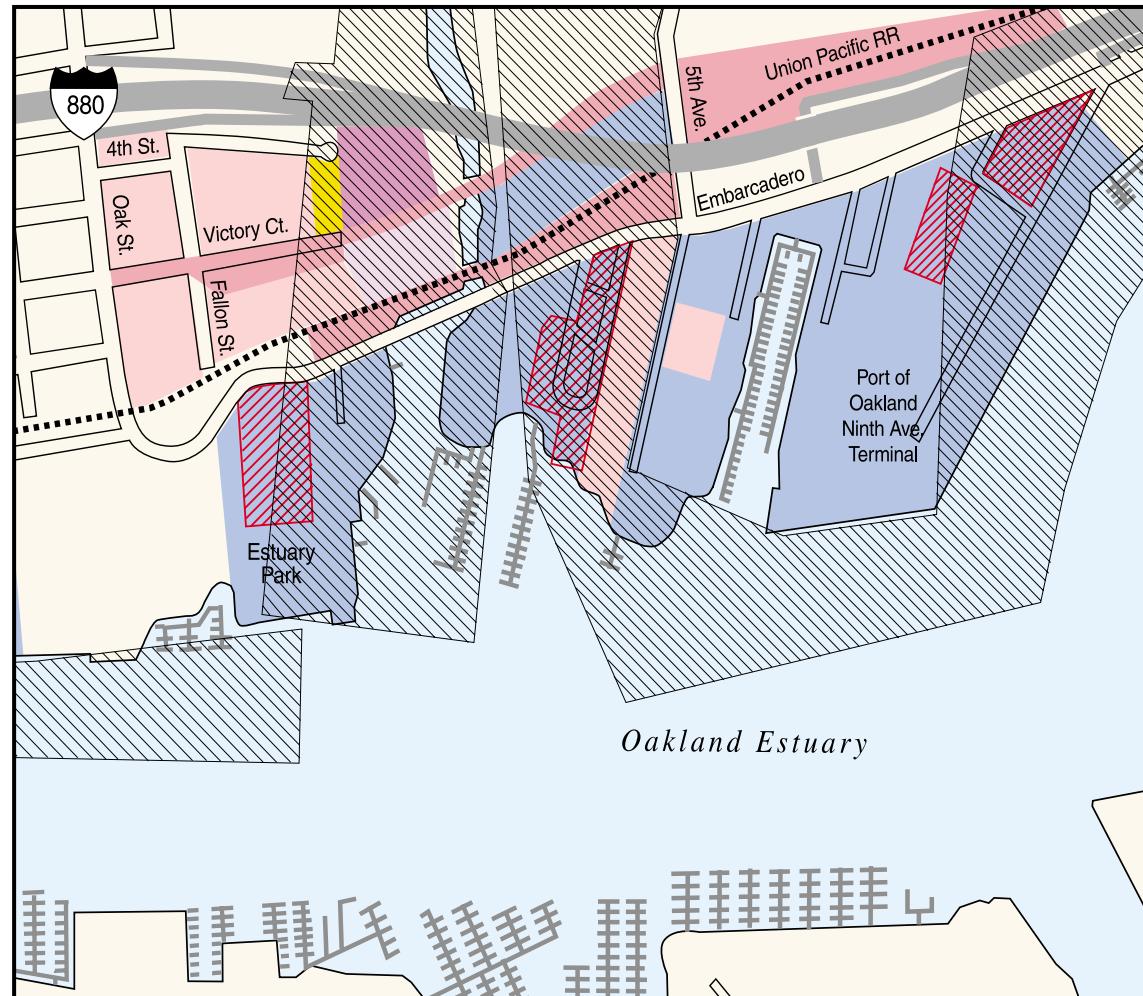 Union Pacific RR
5th Ave.
880
4th St.
Embarcadero
Oak St.
Victory Ct.
Fallon St.
Port of
Oakland
Ninth Ave.
Terminal
Estuary
Park
Oakland Estuary